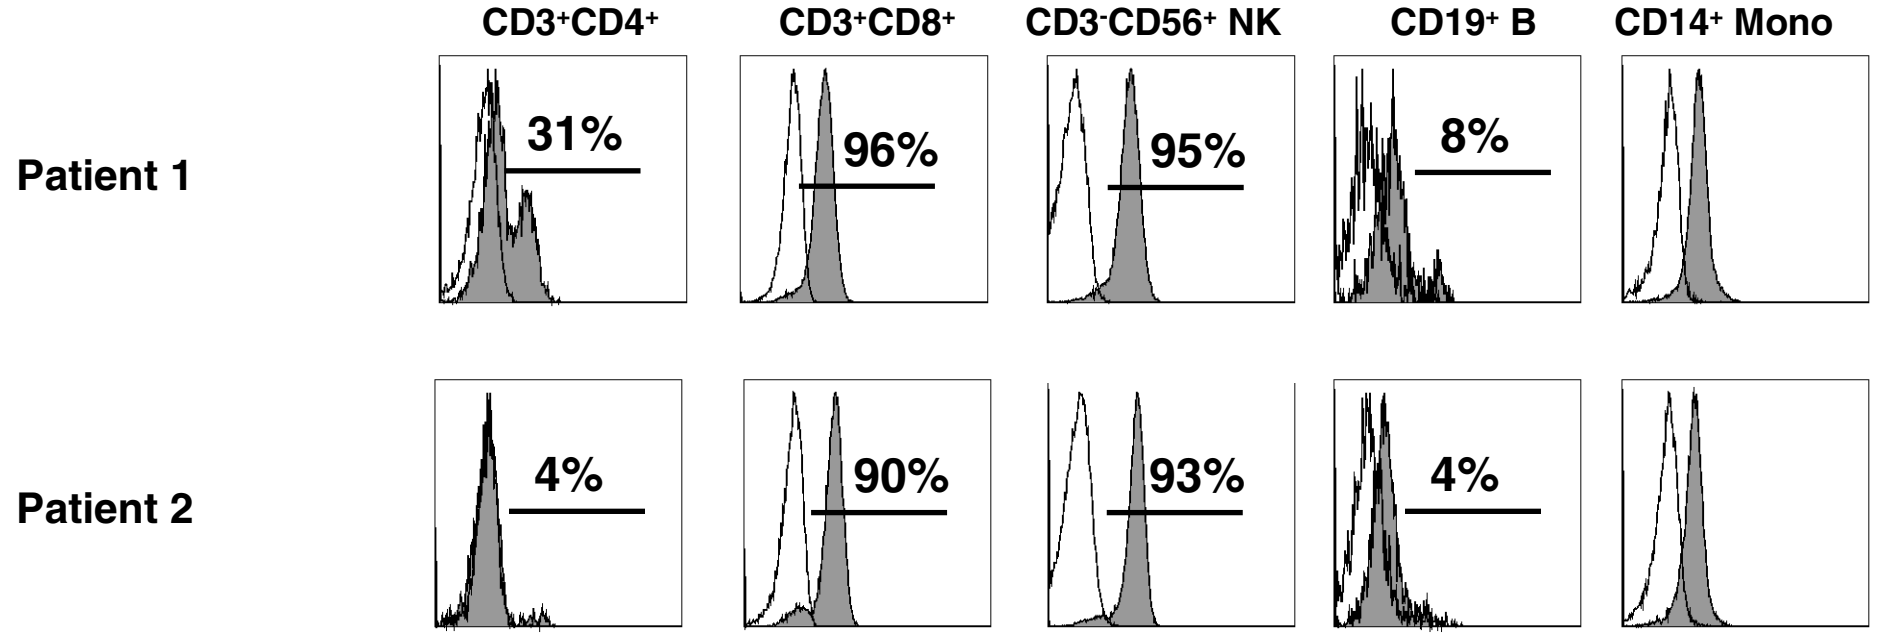 CD3⁺CD4⁺ CD3⁺CD8⁺ CD3⁻CD56⁺ NK CD19⁺ B CD14⁺ Mono
Patient 1 31% 96% 95% 8%
Patient 2 4% 90% 93% 4%